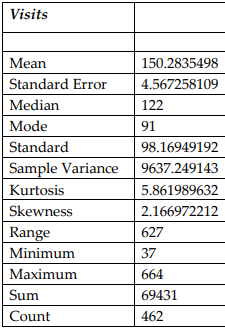 Visits
Mean 150.2835498
Standard Error 4.567258109
Median 122
Mode 91
Standard 98.16949192
Sample Variance 9637.249143
Kurtosis 5.861989632
Skewness 2.166972212
Range 627
Minimum 37
Maximum 664
Sum 69431
Count 462